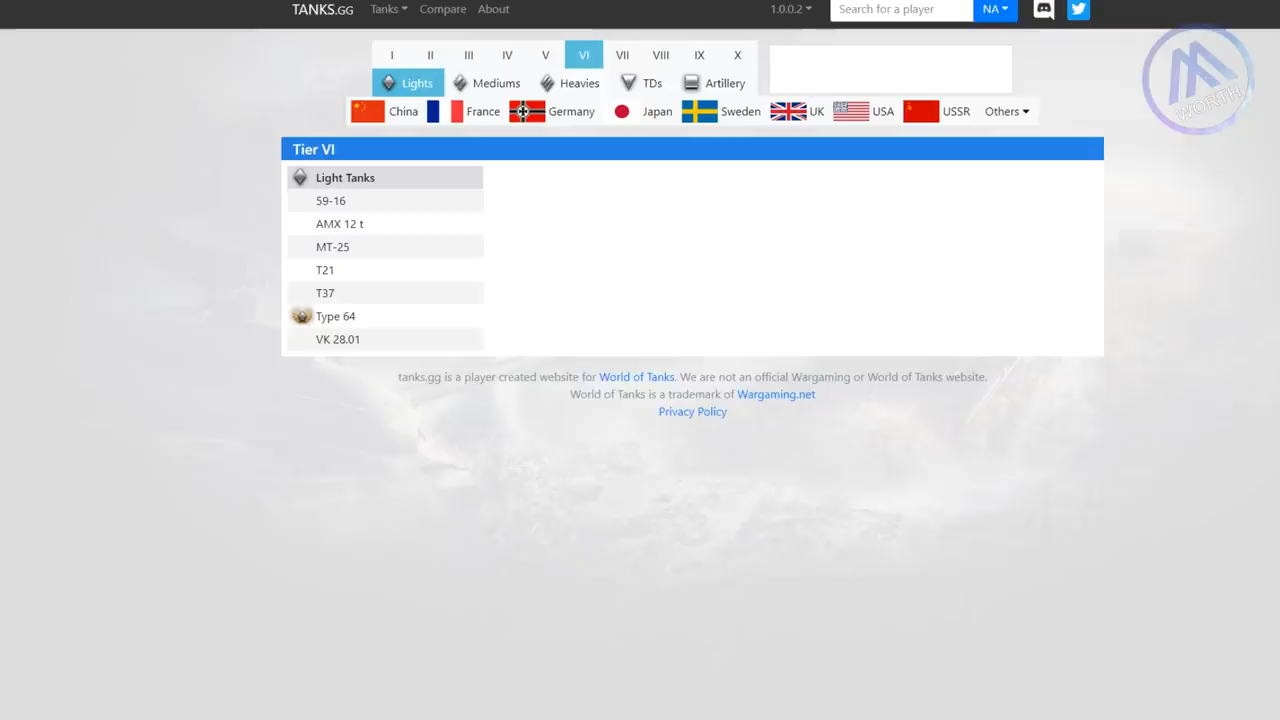 TANKS.GG Tanks Compare About 1.0.0.2 Search for a player NA
I II III IV V VI VII VIII IX X
Lights Mediums Heavies TDs Artillery
China France Germany Japan Sweden UK USA USSR Others
Tier VI
Light Tanks
59-16
AMX 12 t
MT-25
T21
T37
Type 64
VK 28.01
tanks.gg is a player created website for World of Tanks. We are not an official Wargaming or World of Tanks website.
World of Tanks is a trademark of Wargaming.net
Privacy Policy
WORTH